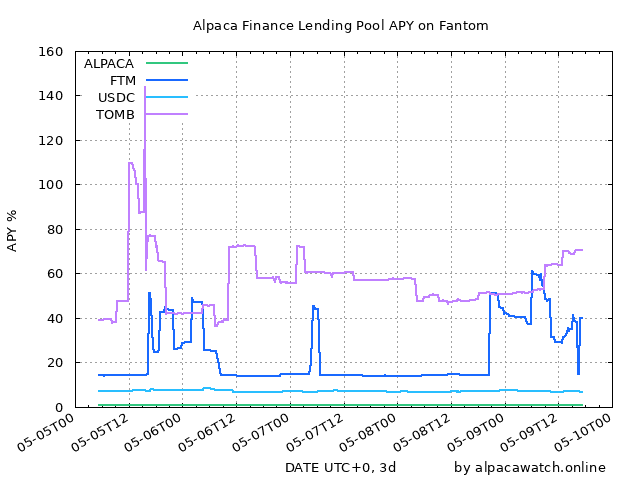 Alpaca Finance Lending Pool APY on Fantom
160
140
120
100
80
60
40
20
0
APY %
ALPACA
FTM
USDC
TOMB
05-05T00
05-05T12
05-06T00
05-06T12
05-07T00
05-07T12
05-08T00
05-08T12
05-09T00
05-09T12
05-10T00
DATE UTC+0, 3d
by alpacawatch.online